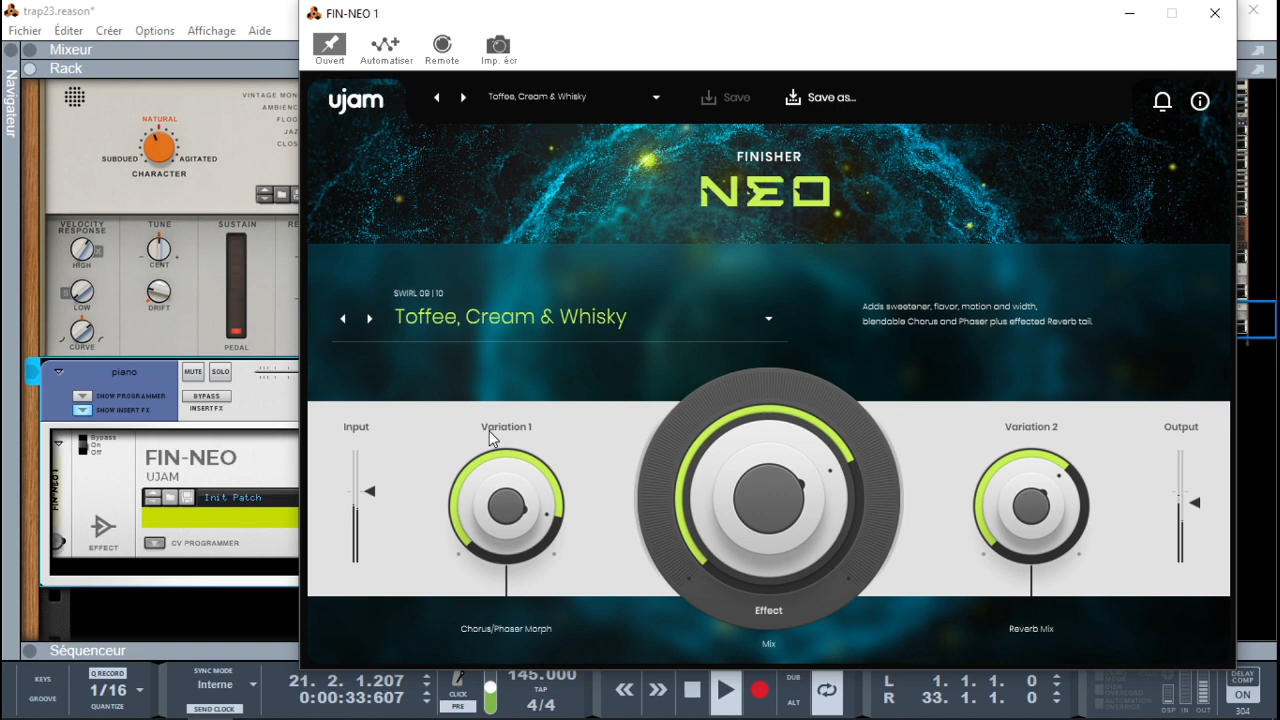 trap23.reason*
Fichier Éditer Créer Options Affichage Aide
Mixeur
Rack
Navigateur
VINTAGE
NATURAL
SUBDUED AGITATED
CHARACTER
VELOCITY RESPONSE
TUNE
SUSTAIN
HIGH
CENT
LOW
DRIFT
CURVE
PEDAL
piano
MUTE SOLO
SHOW PROGRAMMER
BYPASS
SHOW INSERT FX
INSERT FX
Bypass
On
Off
FIN-NEO
UJAM
Init Patch
EFFECT
CV PROGRAMMER
Séquenceur
FIN-NEO 1
Ouvert Automatiser Remote Imp. écr
ujam
Toffee, Cream & Whisky
Save
Save as...
FINISHER
NEO
SWIRL 09 | 10
Toffee, Cream & Whisky
Adds sweetener, flavor, motion and width,
blendable Chorus and Phaser plus effected Reverb tail.
Input
Variation 1
Variation 2
Output
Effect
Chorus/Phaser Morph
Mix
Reverb Mix
KEYS
GROOVE
Q RECORD
1/16
QUANTIZE
SYNC MODE
Interne
SEND CLOCK
21. 2. 1.207
0:00:33:607
CLICK
PRE
145.000
TAP
4/4
DUB
ALT
L 1. 1. 1. 0
R 33. 1. 1. 0
DSP IN OUT
DELAY COMP
ON
304